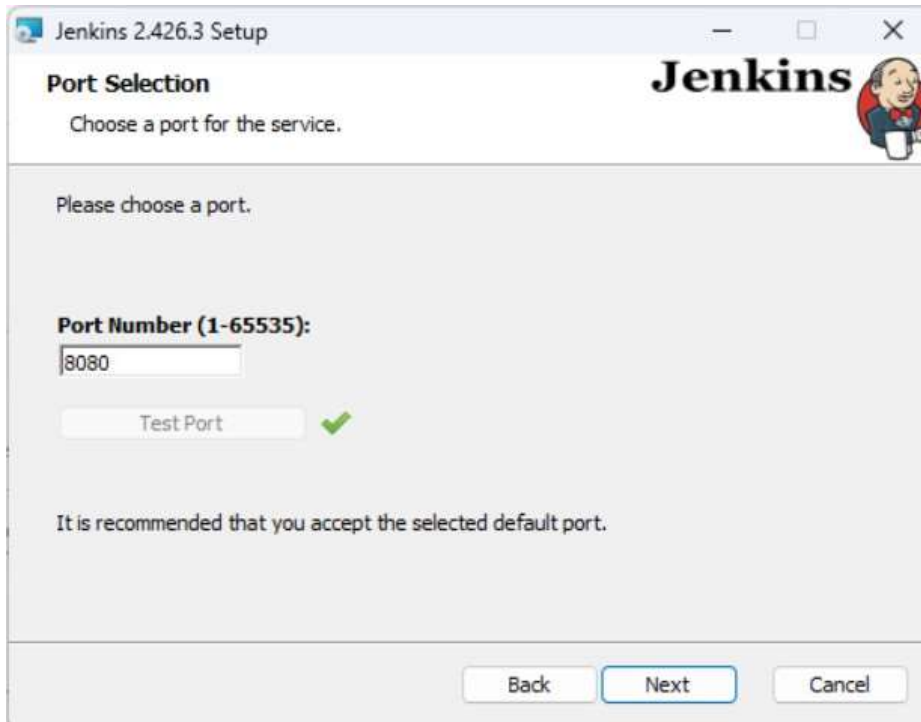 Jenkins 2.426.3 Setup
Port Selection
Jenkins
Choose a port for the service.
Please choose a port.
Port Number (1-65535):
8080
Test Port
It is recommended that you accept the selected default port.
Back Next Cancel